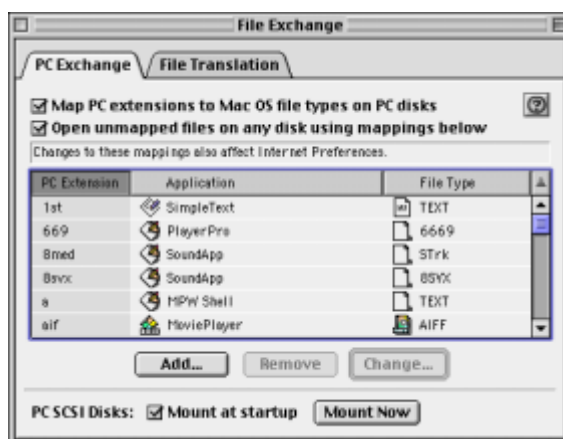 File Exchange
PC Exchange File Translation
Map PC extensions to Mac OS file types on PC disks
Open unmapped files on any disk using mappings below
Changes to these mappings also affect Internet Preferences.
PC Extension Application File Type
1st SimpleText TEXT
669 PlayerPro 6669
8med SoundApp STrk
8svx SoundApp 8SVX
a MPW Shell TEXT
aif MoviePlayer AIFF
Add... Remove Change...
PC SCSI Disks: Mount at startup Mount Now